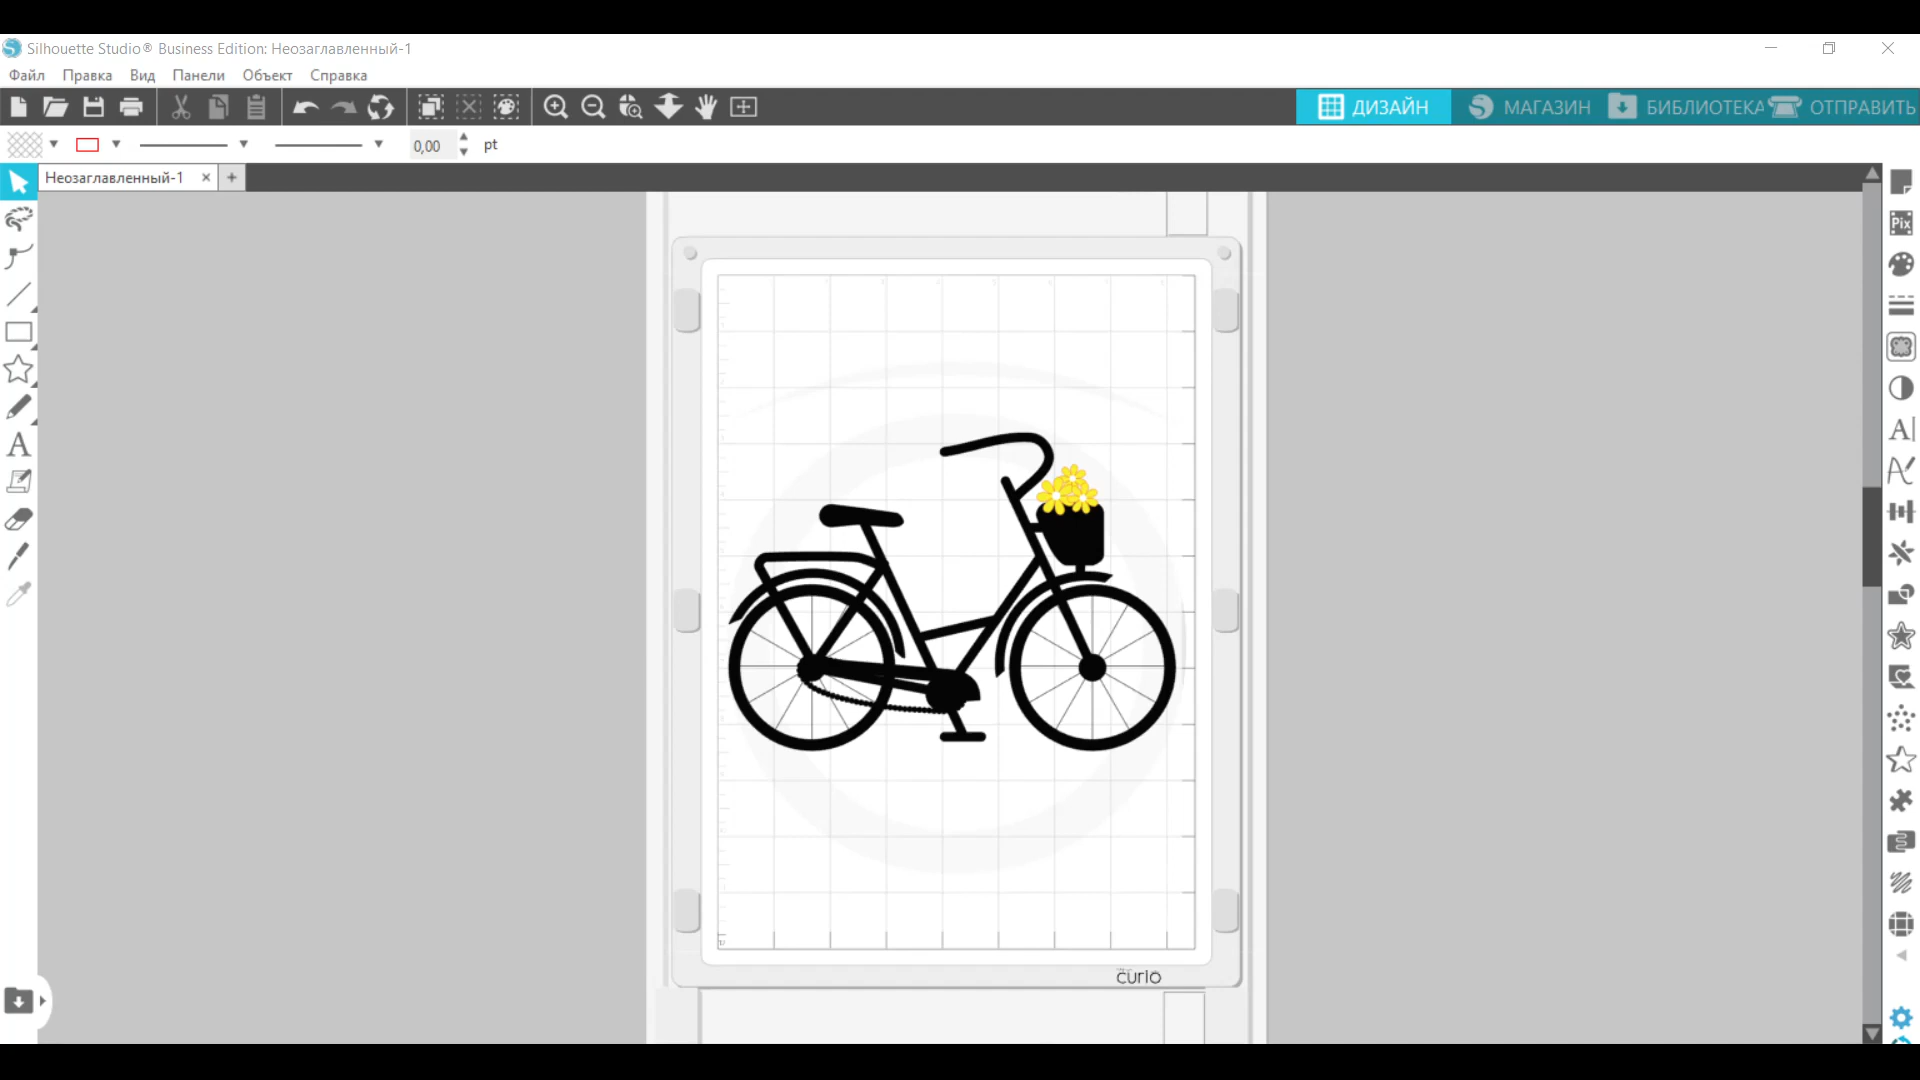 Silhouette Studio® Business Edition: Неозаглавленный-1
Файл Правка Вид Панели Объект Справка
ДИЗАЙН МАГАЗИН БИБЛИОТЕКА ОТПРАВИТЬ
0,00 pt
Неозаглавленный-1
Pix
curio